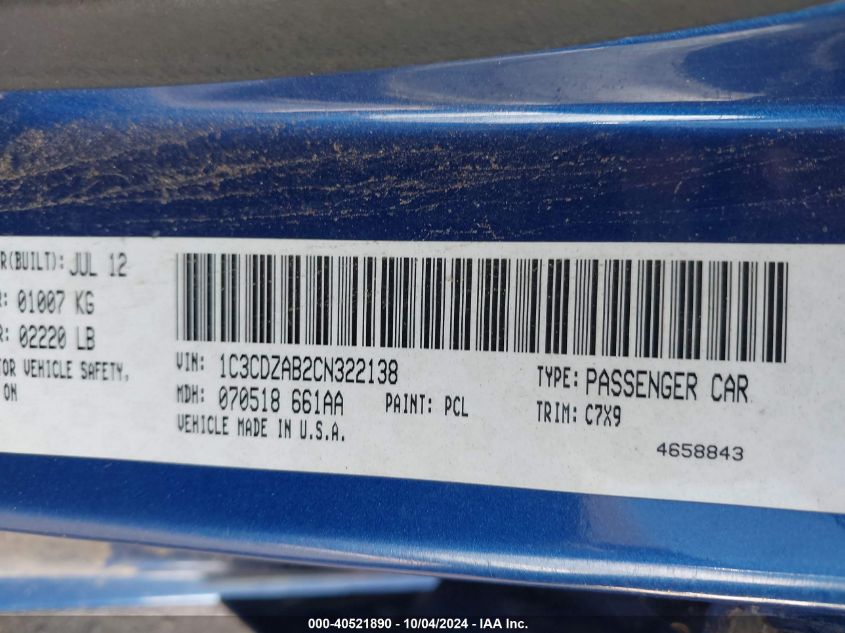 R(BUILT): JUL 12
R: 01007 KG
R: 02220 LB
TOR VEHICLE SAFETY,
ON
VIN: 1C3CDZAB2CN322138
TYPE: PASSENGER CAR
MDH: 070518 661AA
PAINT: PCL
TRIM: C7X9
VEHICLE MADE IN U.S.A.
4658843
000-40521890 - 10/04/2024 - IAA Inc.